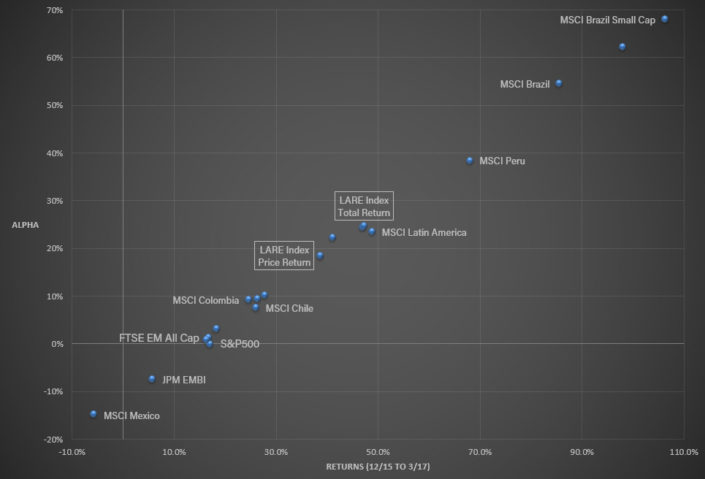 70%
MSCI Brazil Small Cap
60%
MSCI Brazil
50%
40%
MSCI Peru
30%
LARE Index
Total Return
ALPHA
MSCI Latin America
20%
LARE Index
Price Return
10%
MSCI Colombia
MSCI Chile
FTSE EM All Cap
S&P500
0%
JPM EMBI
-10%
MSCI Mexico
-20%
-10.0%
10.0%
30.0%
50.0%
70.0%
90.0%
110.0%
RETURNS (12/15 TO 3/17)